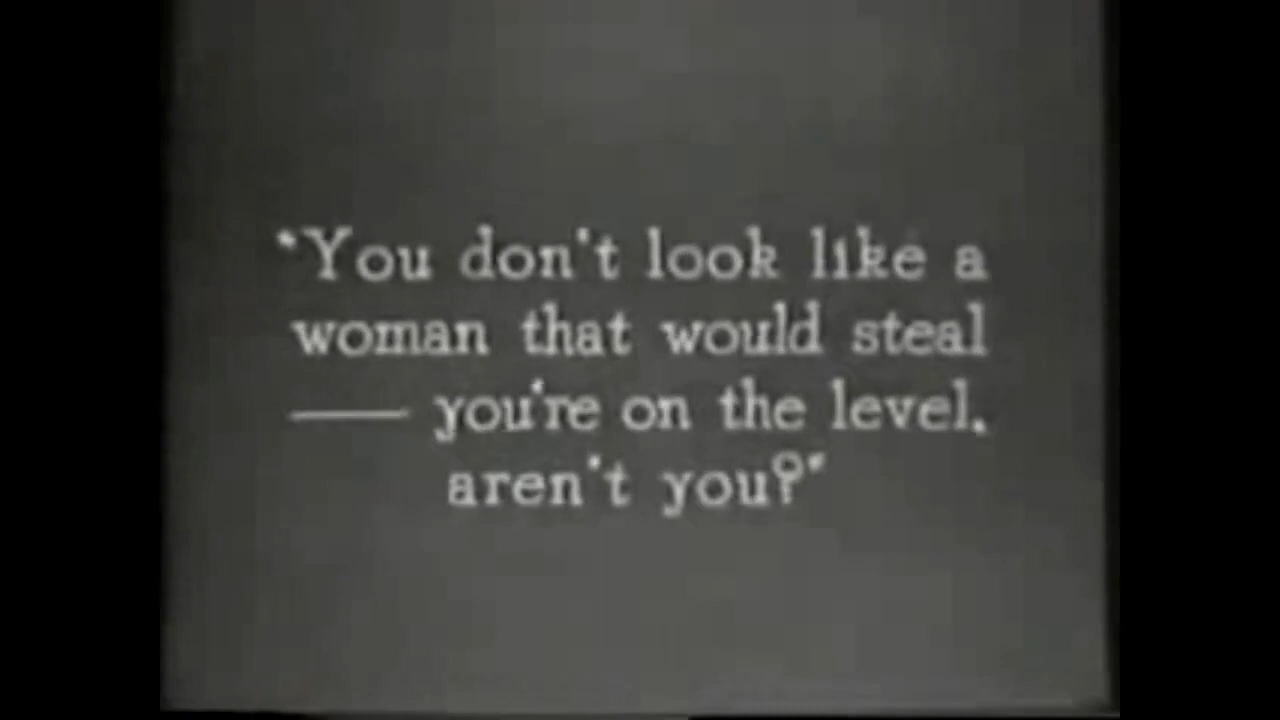 "You don't look like a
woman that would steal
— you're on the level,
aren't you?"